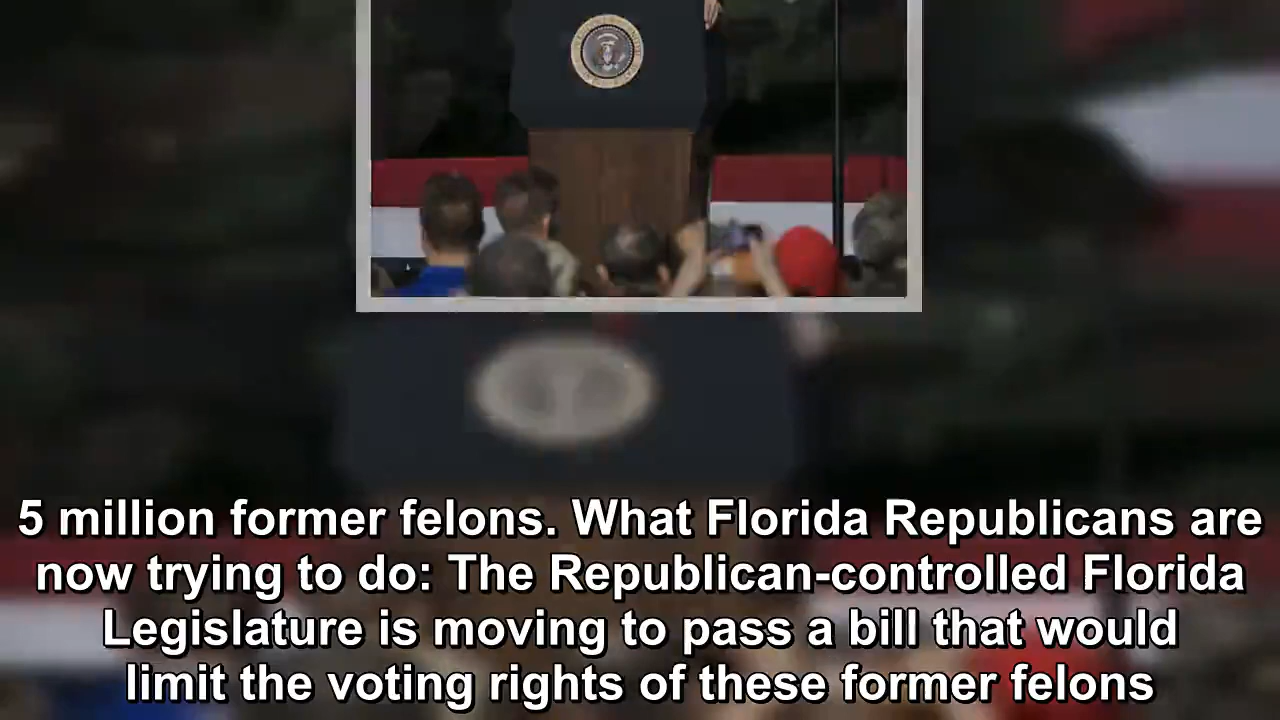 5 million former felons. What Florida Republicans are
now trying to do: The Republican-controlled Florida
Legislature is moving to pass a bill that would
limit the voting rights of these former felons